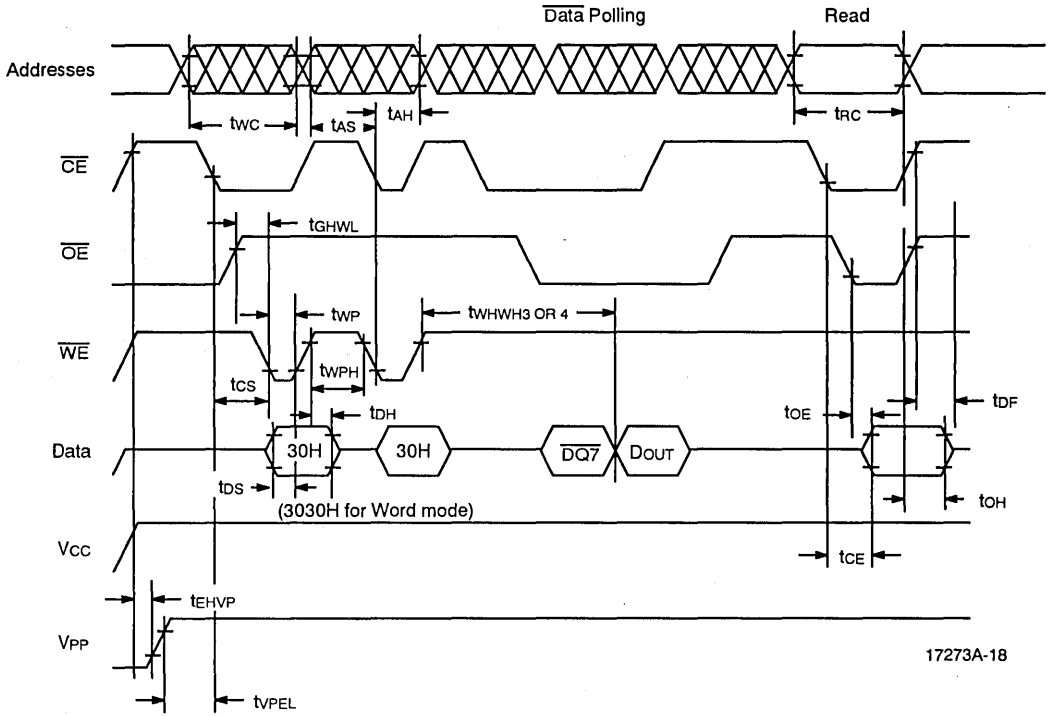 Data Polling
Read
Addresses
tWC
tAS
tAH
tRC
CE
tGHWL
OE
tWP
tWHWH3 OR 4
WE
tWPH
tCS
tDH
tOE
tDF
Data
30H
30H
DQ7
DOUT
tDS
(3030H for Word mode)
tOH
VCC
tCE
tEHVP
VPP
17273A-18
tVPEL